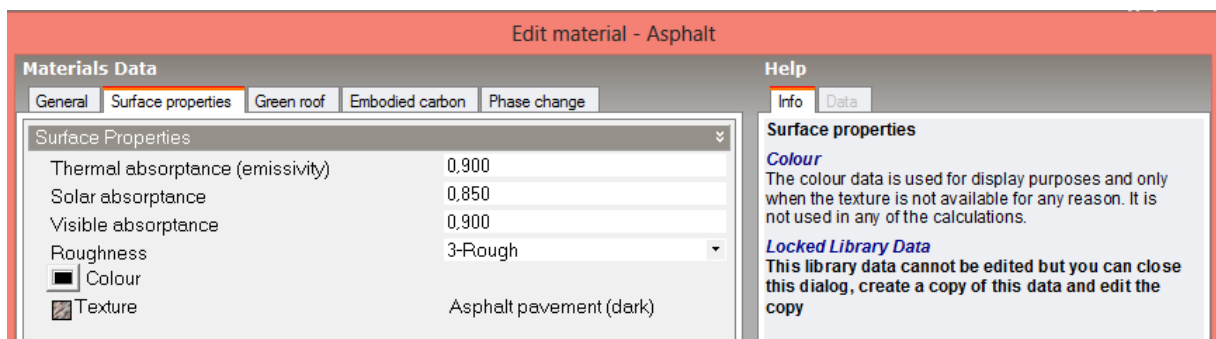 Edit material - Asphalt
Materials Data
General Surface properties Green roof Embodied carbon Phase change
Surface Properties
Thermal absorptance (emissivity) 0,900
Solar absorptance 0,850
Visible absorptance 0,900
Roughness 3-Rough
Colour
Texture Asphalt pavement (dark)
Help
Info Data
Surface properties
Colour
The colour data is used for display purposes and only
when the texture is not available for any reason. It is
not used in any of the calculations.
Locked Library Data
This library data cannot be edited but you can close
this dialog, create a copy of this data and edit the
copy